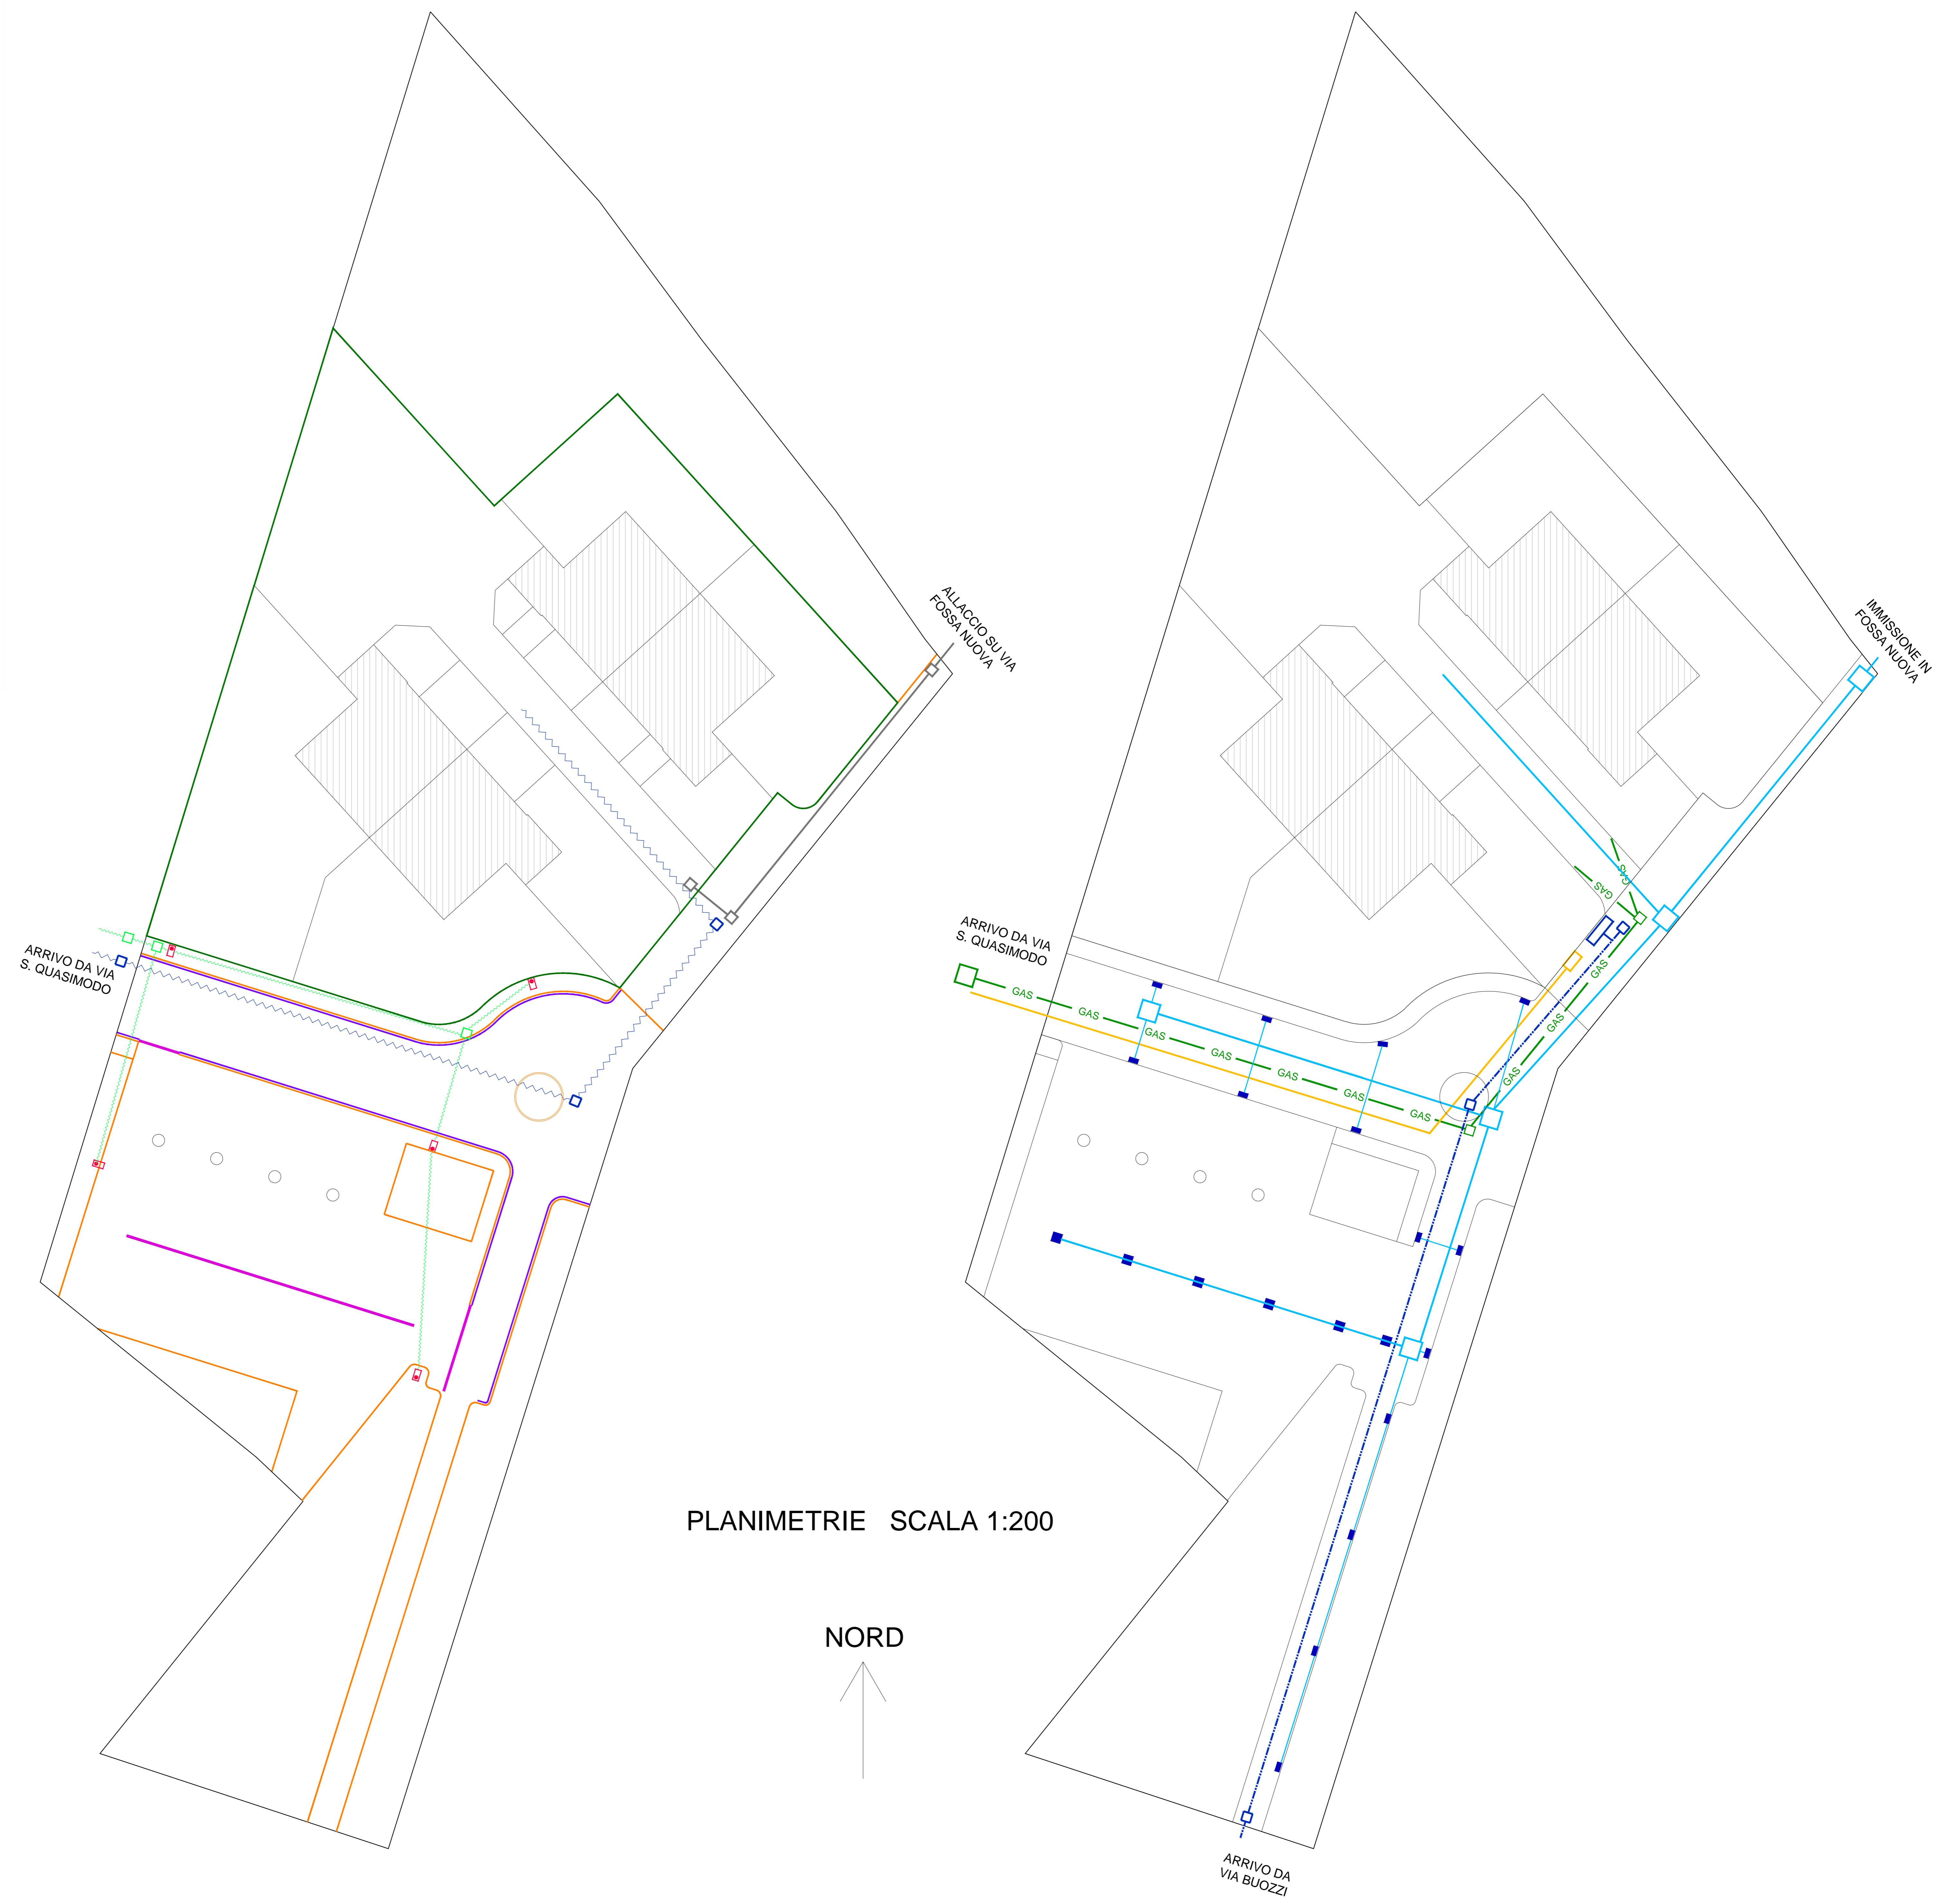 ALLACCIO SU VIA
FOSSA NUOVA
ARRIVO DA VIA
S. QUASIMODO
IMMISSIONE IN
FOSSA NUOVA
ARRIVO DA VIA
S. QUASIMODO
GAS
GAS
GAS
GAS
GAS
GAS
GAS
GAS
GAS
GAS
GAS
GAS
PLANIMETRIE SCALA 1:200
NORD
ARRIVO DA
VIA BUOZZI